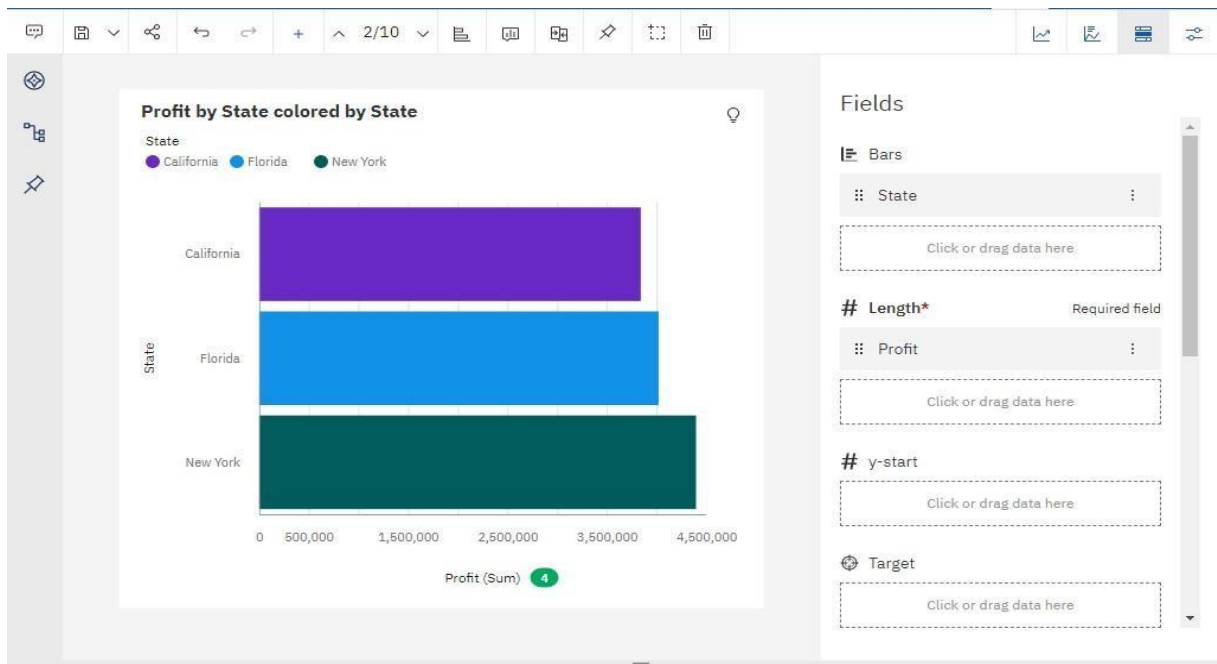 2/10
Profit by State colored by State
State
California Florida New York
California
Florida
New York
State
0 500,000 1,500,000 2,500,000 3,500,000 4,500,000
Profit (Sum) 4
Fields
Bars
State
Click or drag data here
# Length* Required field
Profit
Click or drag data here
# y-start
Click or drag data here
Target
Click or drag data here